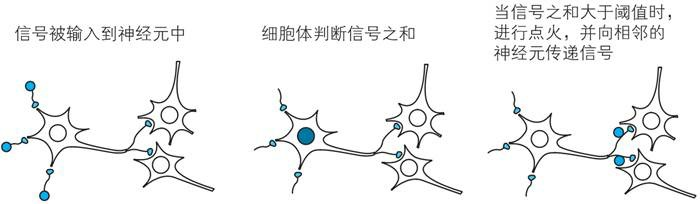 信号被输入到神经元中
细胞体判断信号之和
当信号之和大于阈值时，
进行点火，并向相邻的
神经元传递信号